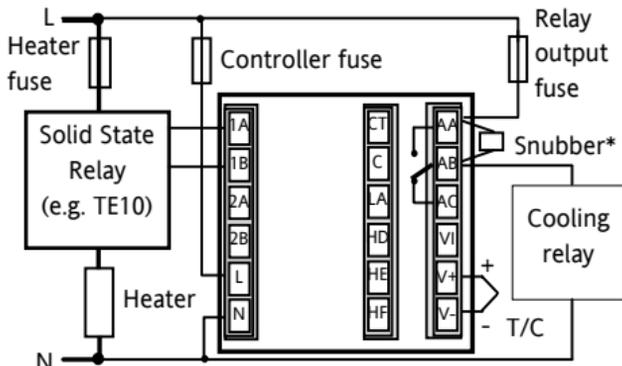 L
Heater
fuse
Controller fuse
Relay
output
fuse
Solid State
Relay
(e.g. TE10)
1A
1B
2A
2B
L
N
CT
C
LA
HD
HE
HF
AA
AB
AC
VI
V+
V-
Snubber*
Cooling
relay
+
-
T/C
Heater
N